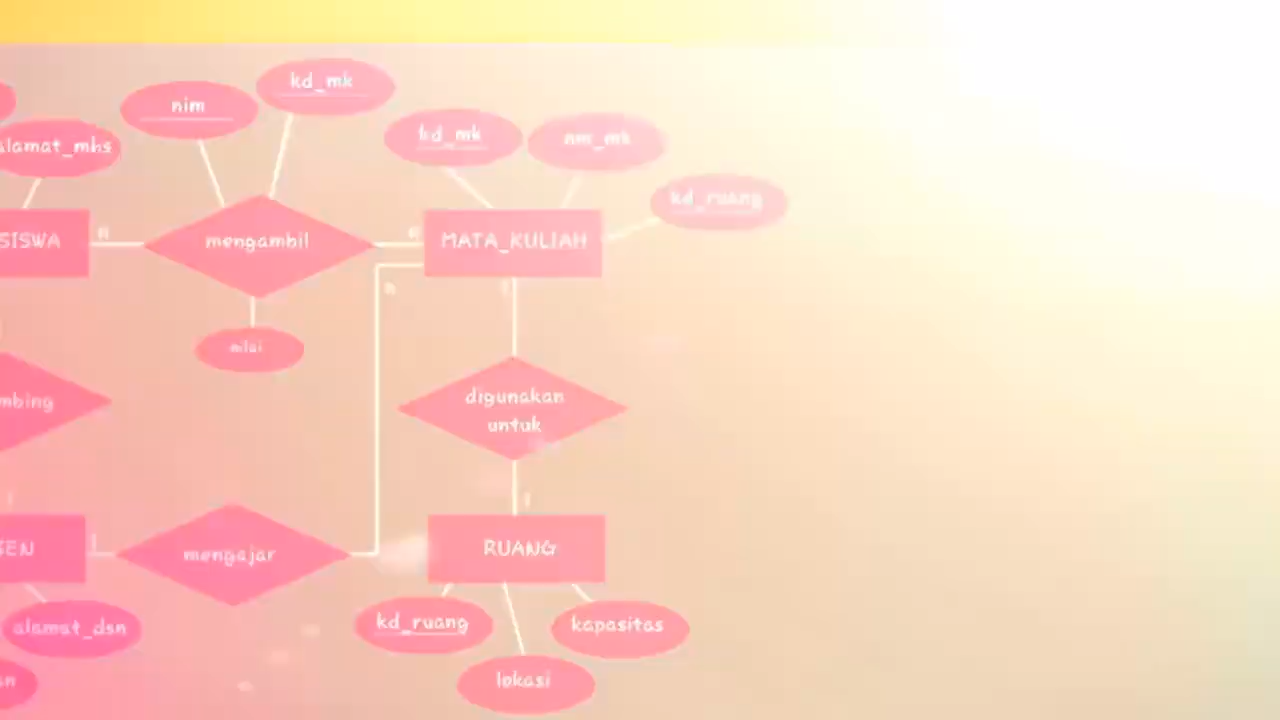 kd_mk
nim
kd_mk
nm_mk
alamat_mhs
kd_ruang
SISWA
n
mengambil
MATA_KULIAH
nilai
digunakan
untuk
mbing
1
SEN
1
mengajar
RUANG
kd_ruang
kapasitas
alamat_dsn
lokasi